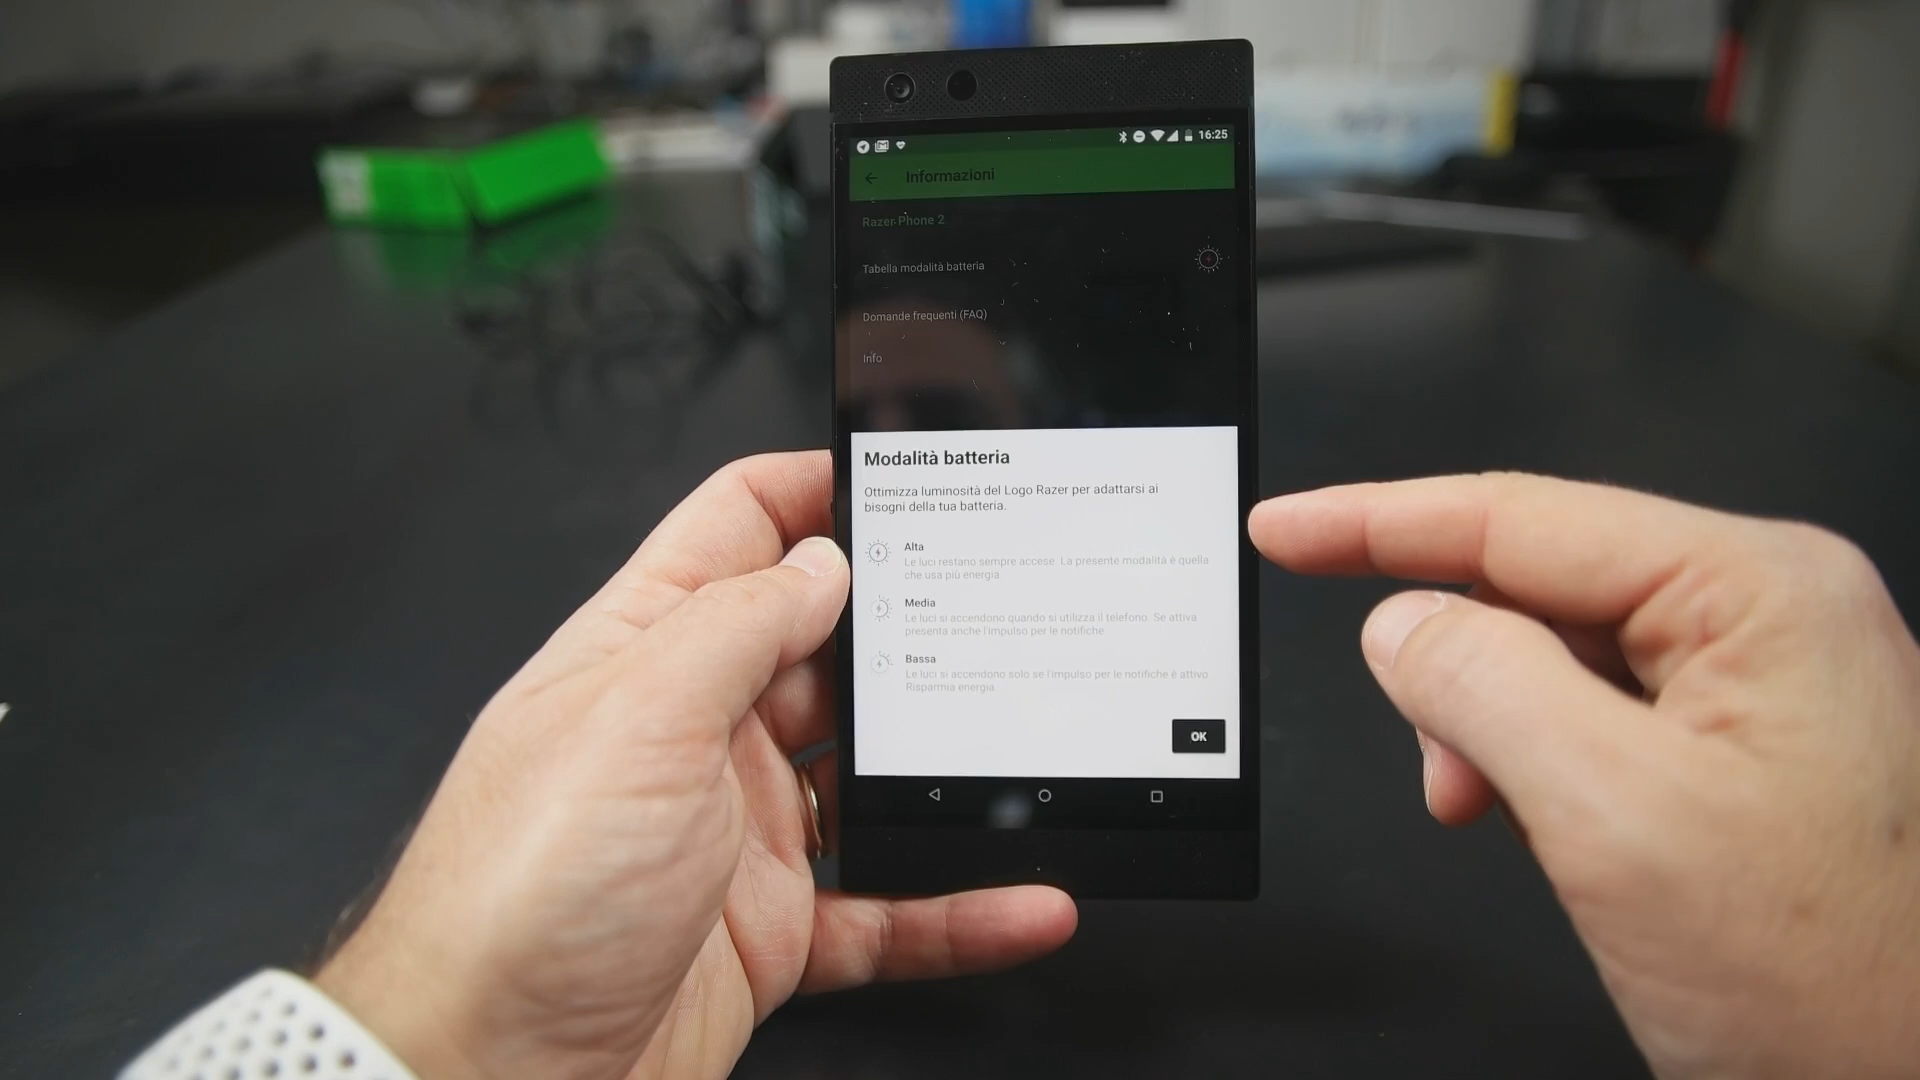 16:25
Informazioni
Razer Phone 2
Tabella modalità batteria
Domande frequenti (FAQ)
Info
Modalità batteria
Ottimizza luminosità del Logo Razer per adattarsi ai
bisogni della tua batteria.
Alta
Le luci restano sempre accese. La presente modalità è quella
che usa più energia
Media
Le luci si accendono quando si utilizza il telefono. Se attiva
presenta anche l'impulso per le notifiche
Bassa
Le luci si accendono solo se l'impulso per le notifiche è attivo
Risparmia energia
OK